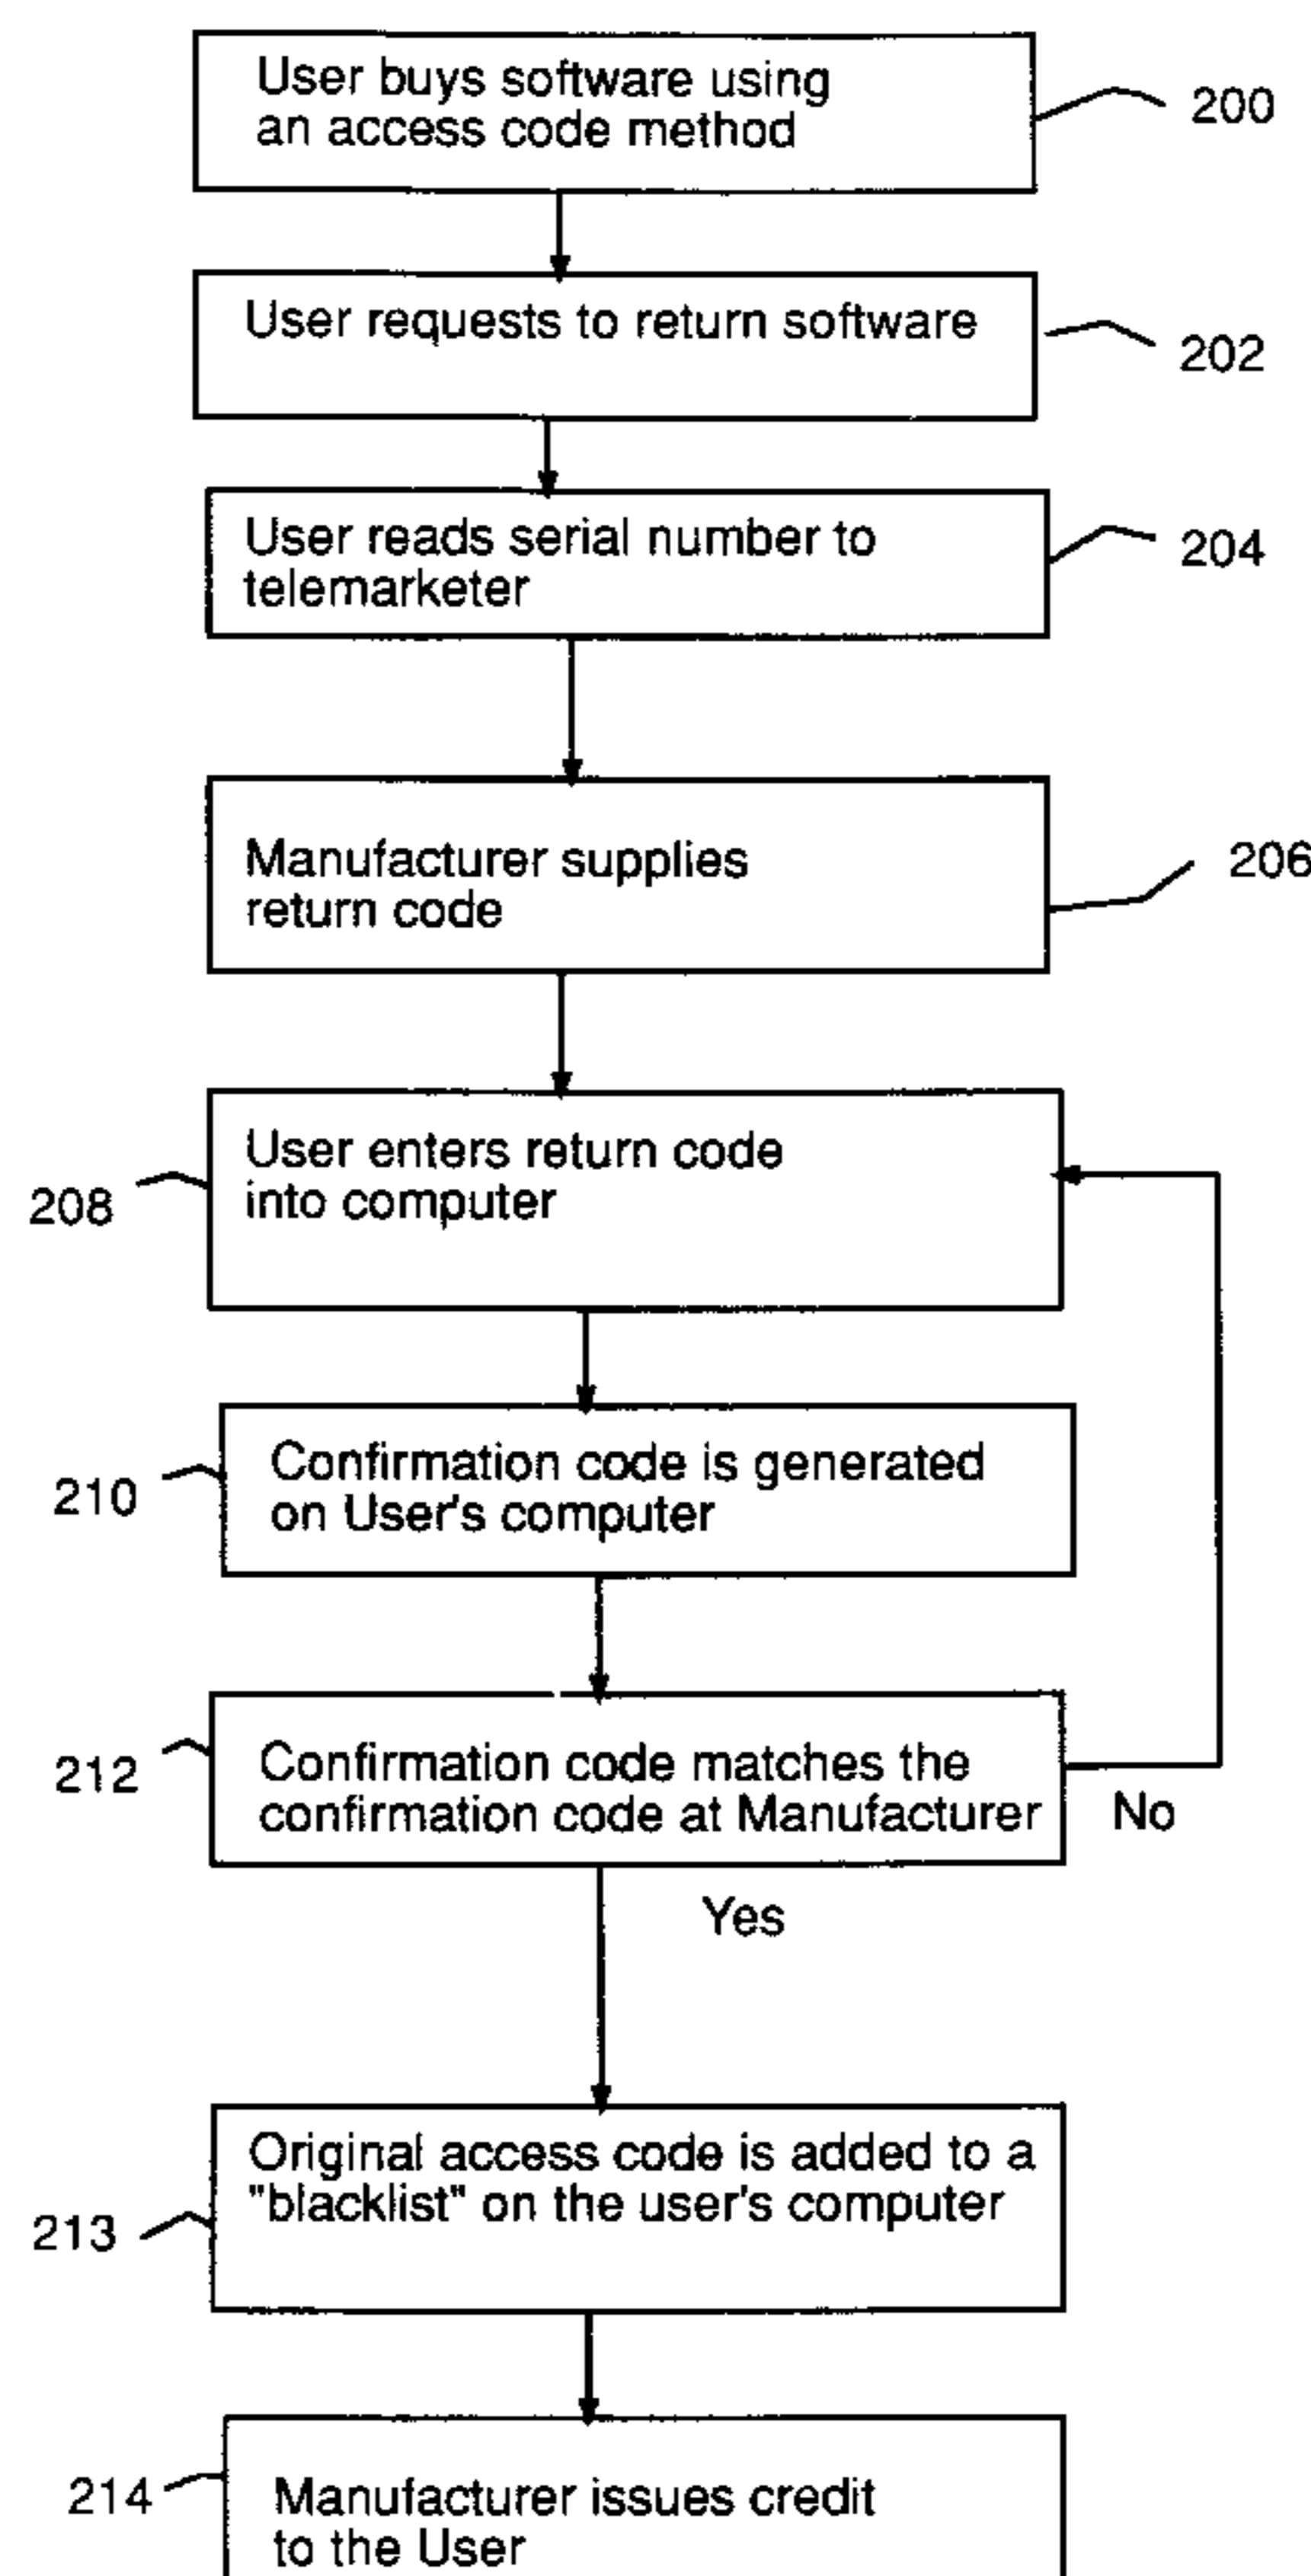 User buys software using
an access code method
200
User requests to return software
202
User reads serial number to
telemarketer
204
Manufacturer supplies
return code
206
User enters return code
into computer
208
Confirmation code is generated
on User's computer
210
Confirmation code matches the
confirmation code at Manufacturer
212
No
Yes
Original access code is added to a
"blacklist" on the user's computer
213
Manufacturer issues credit
to the User
214